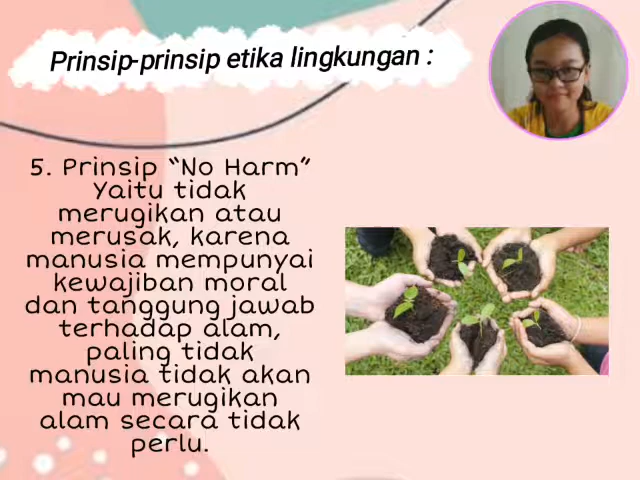 Prinsip-prinsip etika lingkungan :
5. Prinsip “No Harm”
Yaitu tidak
merugikan atau
merusak, karena
manusia mempunyai
kewajiban moral
dan tanggung jawab
terhadap alam,
paling tidak
manusia tidak akan
mau merugikan
alam secara tidak
perlu.